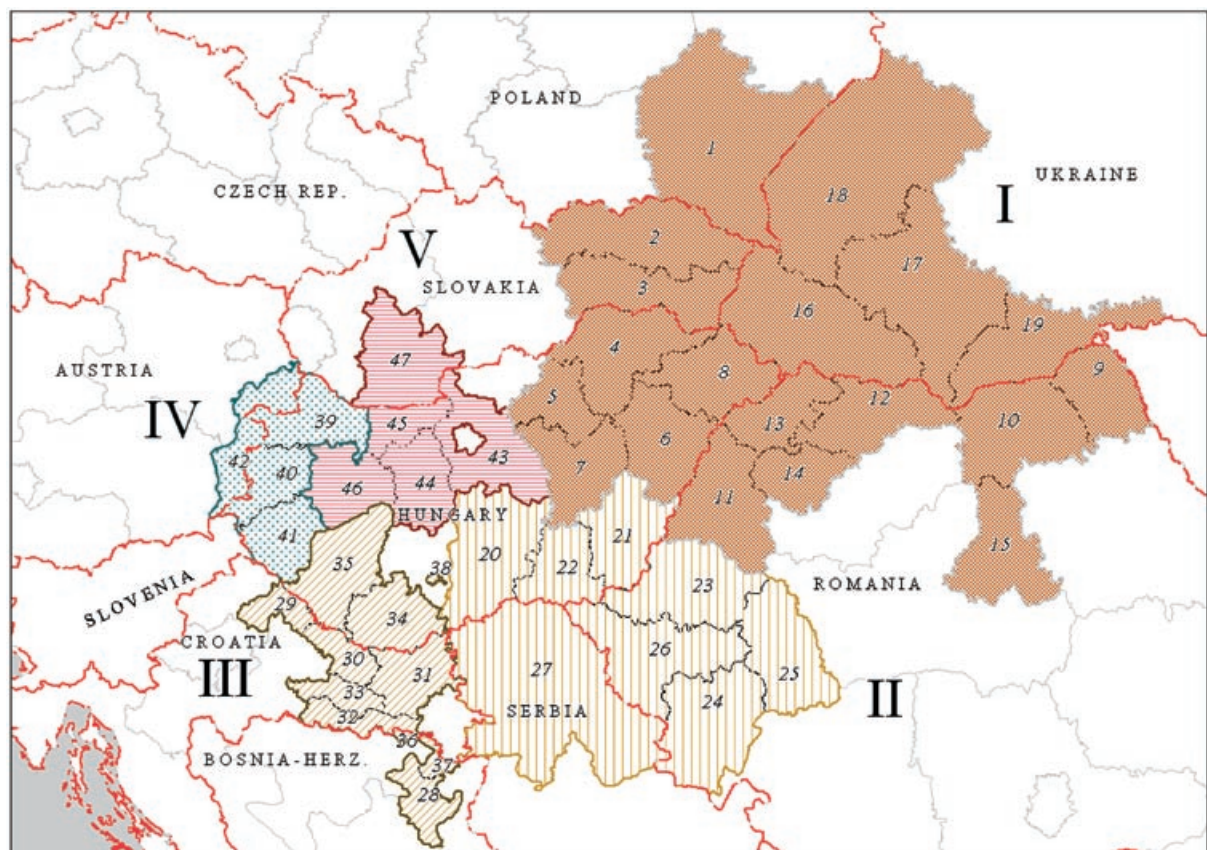 POLAND
1
UKRAINE
I
CZECH REP.
18
V
2
17
SLOVAKIA
3
16
19
47
4
AUSTRIA
8
9
IV
5
12
39
45
13
10
6
43
42
40
46
44
7
14
11
HUNGARY
41
20
21
35
38
22
15
SLOVENIA
23
ROMANIA
29
34
CROATIA
30
26
III
31
27
25
33
II
32
SERBIA
24
36
BOSNIA-HERZ.
37
28